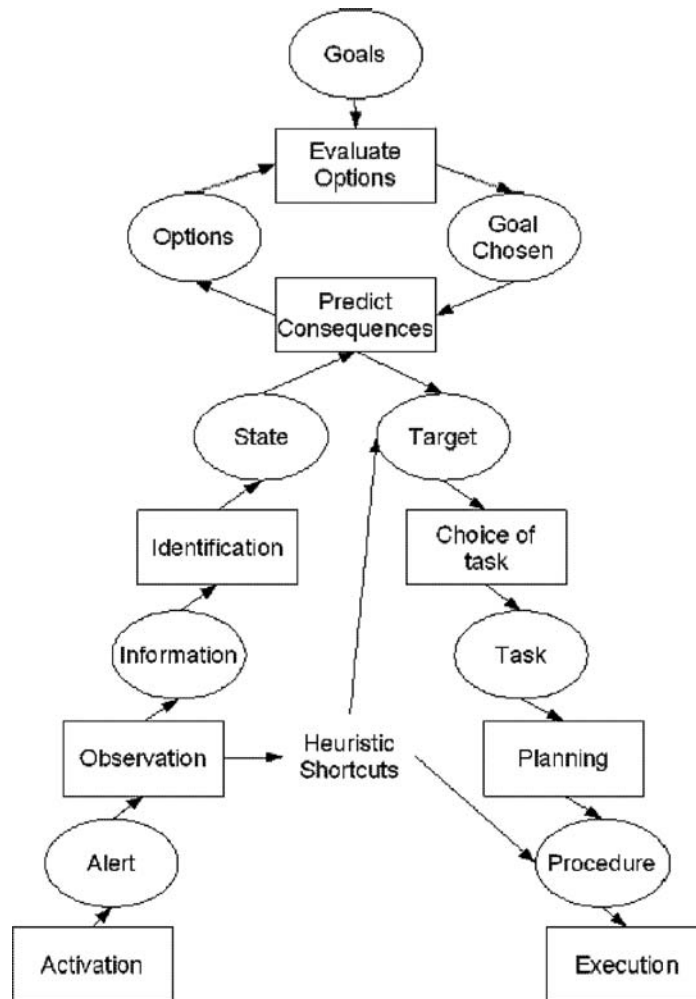 Goals
Evaluate
Options
Options
Goal
Chosen
Predict
Consequences
State
Target
Identification
Choice of
task
Information
Task
Observation
Heuristic
Shortcuts
Planning
Alert
Procedure
Activation
Execution